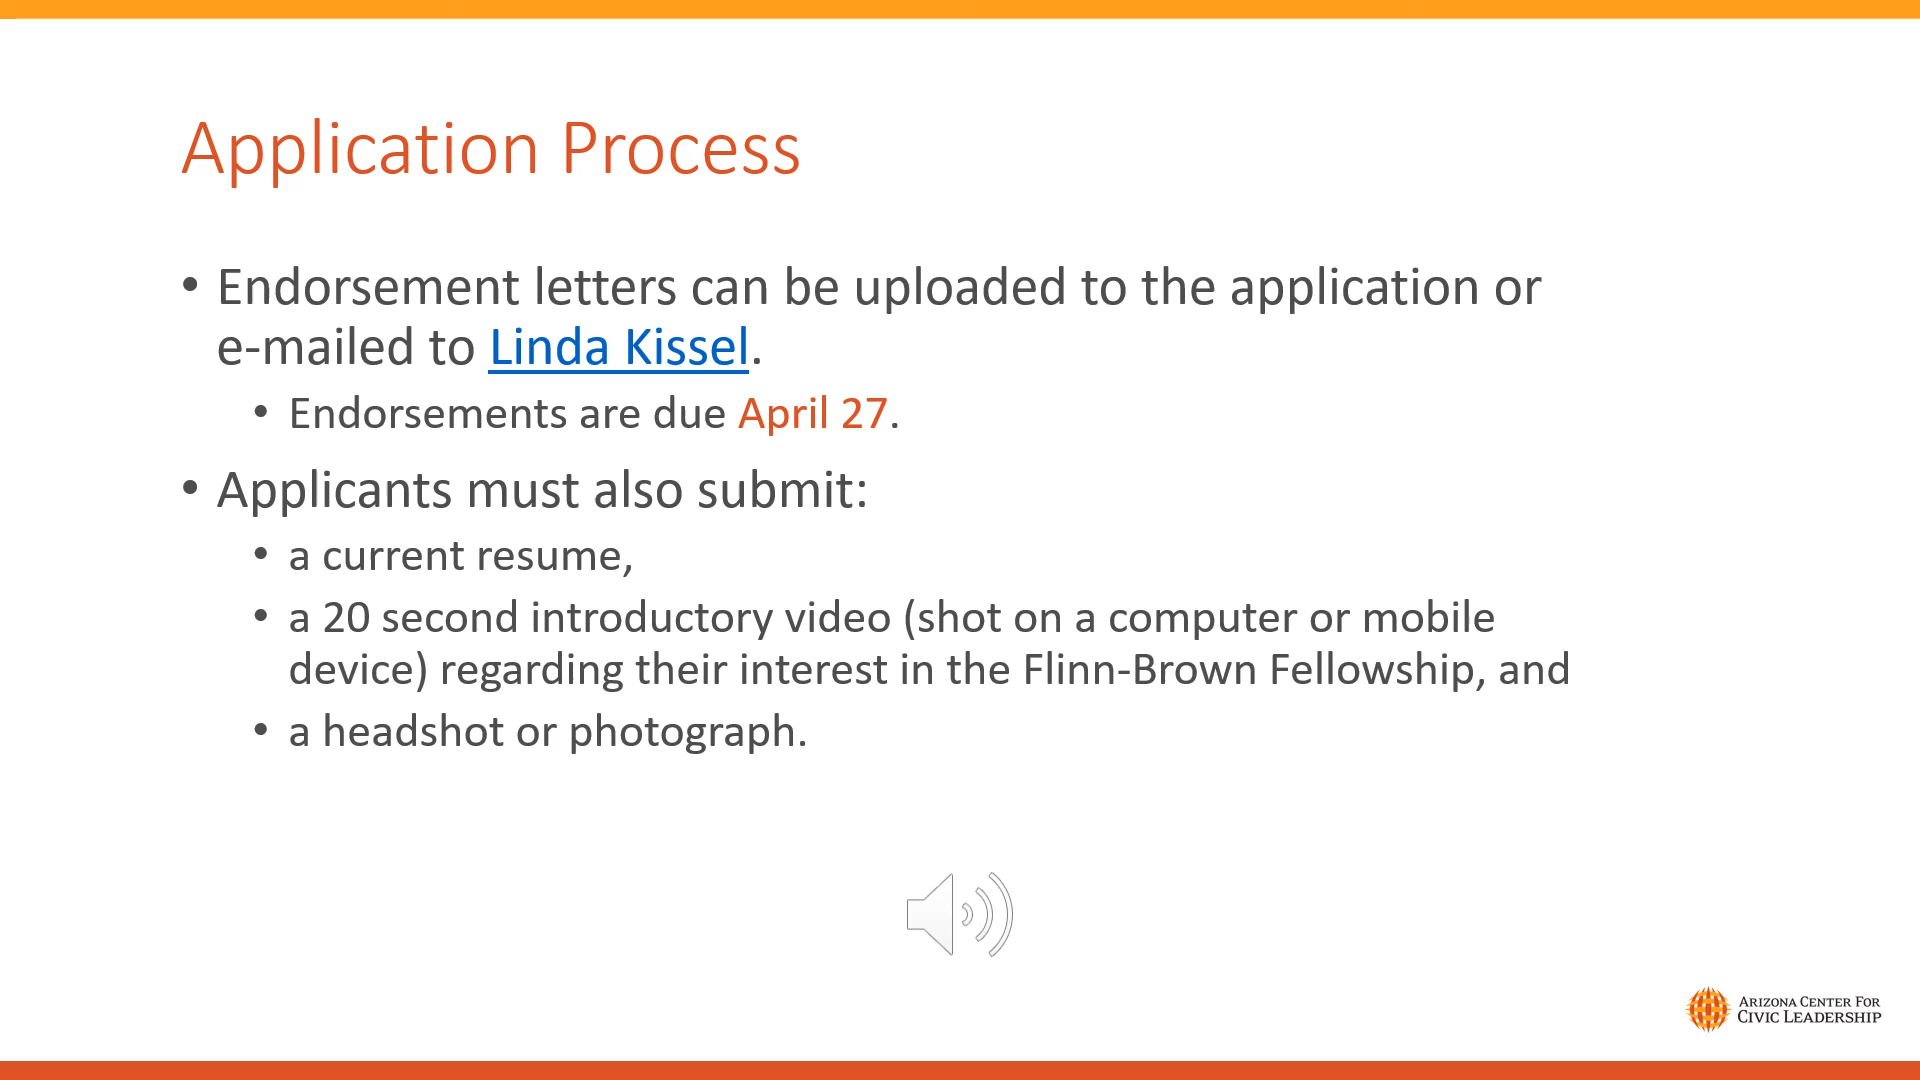 Application Process
• Endorsement letters can be uploaded to the application or
e-mailed to Linda Kissel.
• Endorsements are due April 27.
• Applicants must also submit:
• a current resume,
• a 20 second introductory video (shot on a computer or mobile
device) regarding their interest in the Flinn-Brown Fellowship, and
• a headshot or photograph.
ARIZONA CENTER FOR
CIVIC LEADERSHIP